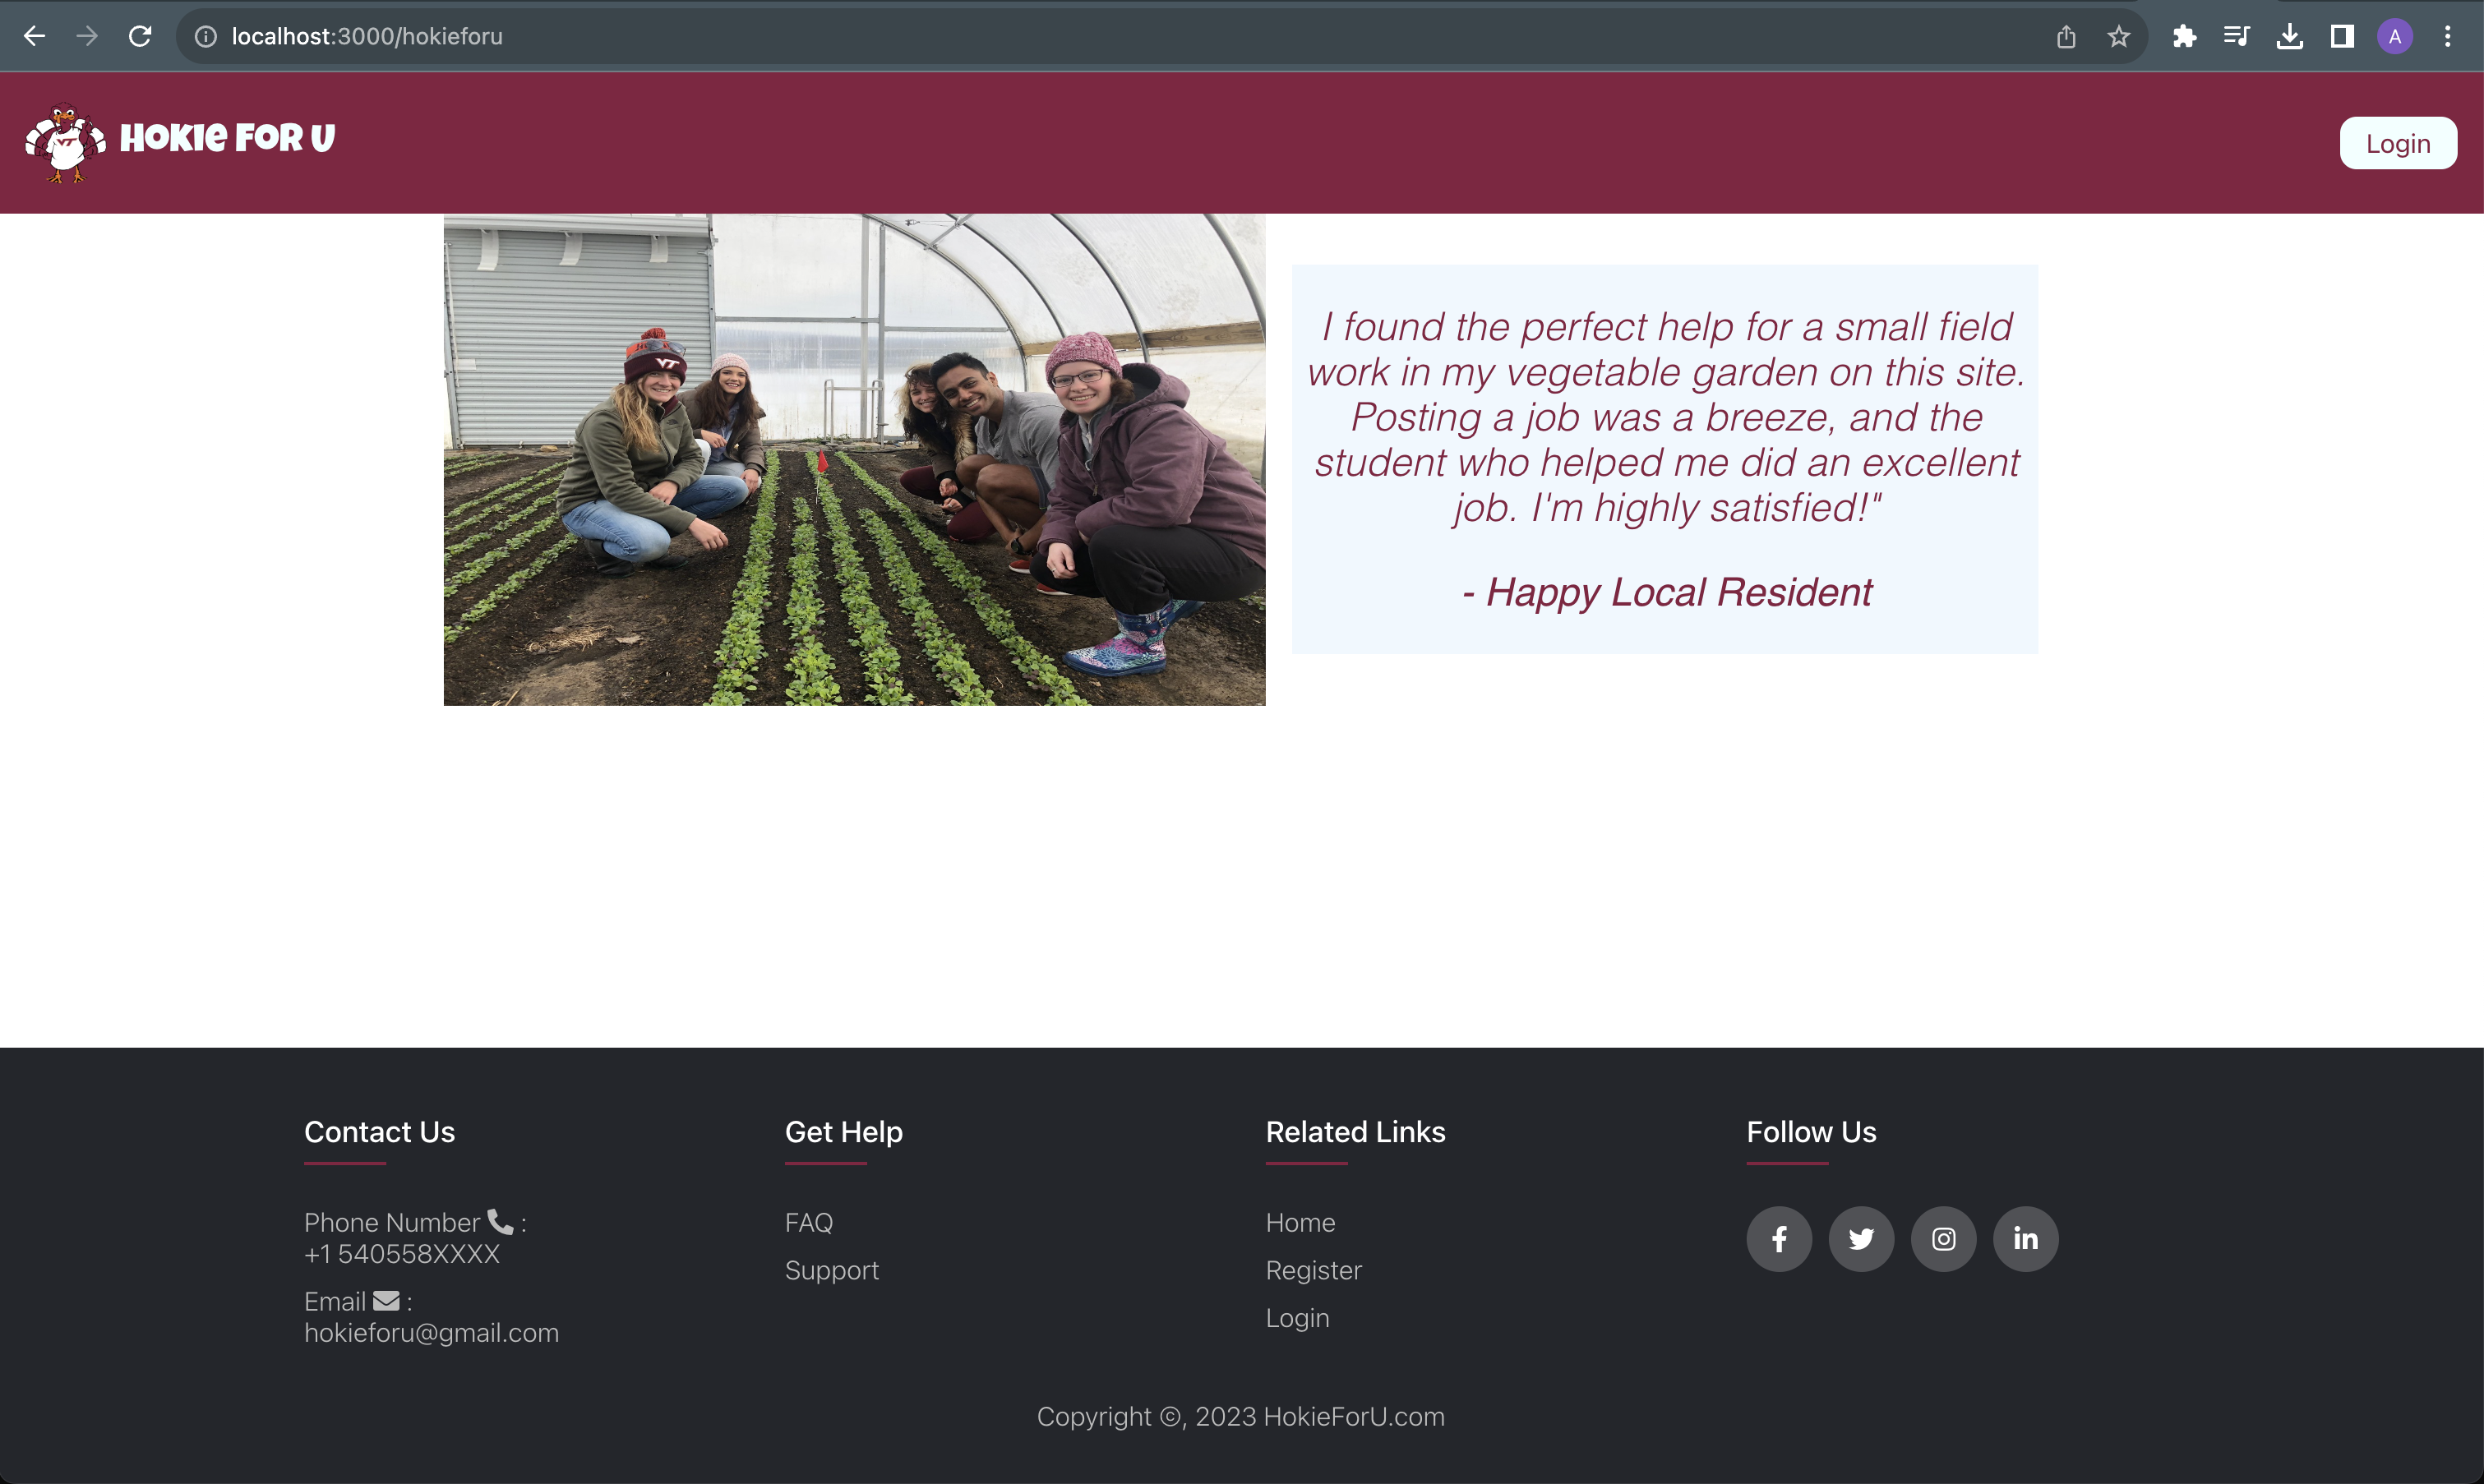 localhost:3000/hokieforu
A
VT
HOKIE FOR U
Login
VT
I found the perfect help for a small field
work in my vegetable garden on this site.
Posting a job was a breeze, and the
student who helped me did an excellent
job. I'm highly satisfied!"
- Happy Local Resident
Contact Us
Phone Number :
+1 540558XXXX
Email :
hokieforu@gmail.com
Get Help
FAQ
Support
Related Links
Home
Register
Login
Follow Us
Copyright ©, 2023 HokieForU.com